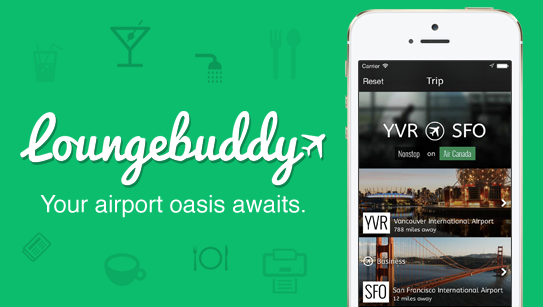 Loungebuddy
Your airport oasis awaits.
Carrier
Reset
Trip
YVR SFO
Nonstop on Air Canada
YVR
Vancouver International Airport
788 miles away
Business
SFO
San Francisco International Airport
12 miles away